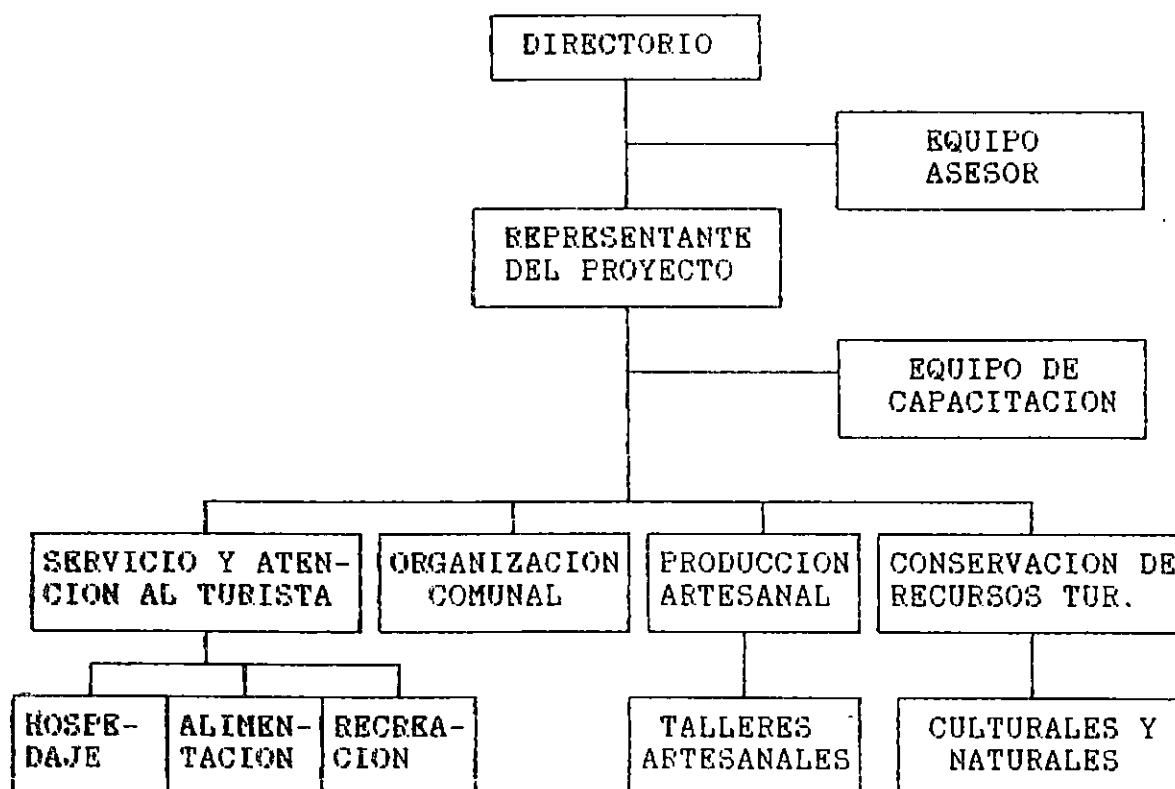 DIRECTORIO
EQUIPO
ASESOR
REPRESENTANTE
DEL PROYECTO
EQUIPO DE
CAPACITACION
SERVICIO Y ATEN-
CION AL TURISTA
ORGANIZACION
COMUNAL
PRODUCCION
ARTESANAL
CONSERVACION DE
RECURSOS TUR.
HOSPE-
DAJE
ALIMEN-
TACION
RECREA-
CION
TALLERES
ARTESANALES
CULTURALES Y
NATURALES